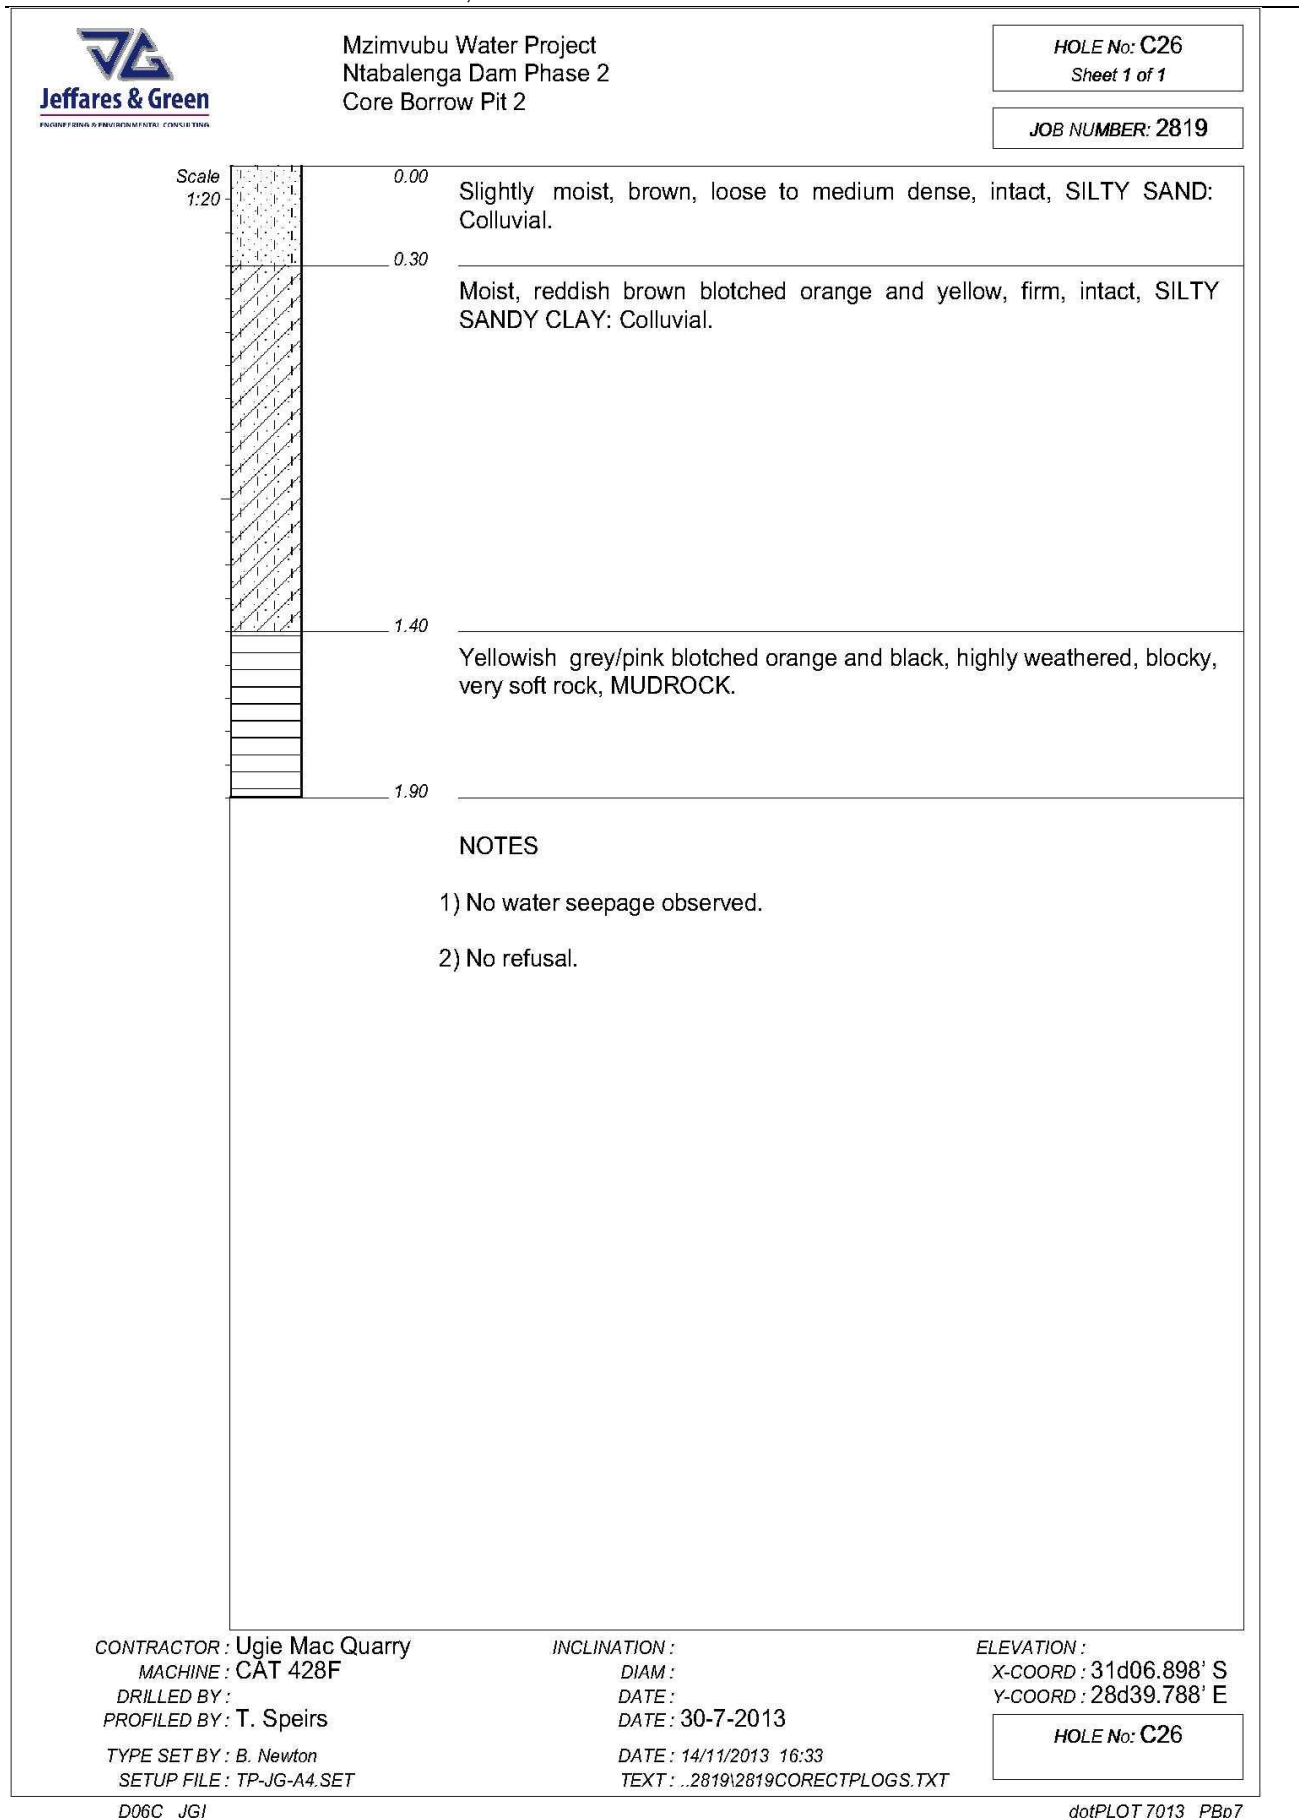 Jeffares & Green
ENGINEERING & ENVIRONMENTAL CONSULTING
Mzimvubu Water Project
Ntabalenga Dam Phase 2
Core Borrow Pit 2
HOLE No: C26
Sheet 1 of 1
JOB NUMBER: 2819
Scale
1:20
0.00
Slightly moist, brown, loose to medium dense, intact, SILTY SAND:
Colluvial.
0.30
Moist, reddish brown blotched orange and yellow, firm, intact, SILTY
SANDY CLAY: Colluvial.
1.40
Yellowish grey/pink blotched orange and black, highly weathered, blocky,
very soft rock, MUDROCK.
1.90
NOTES
1) No water seepage observed.
2) No refusal.
CONTRACTOR : Ugie Mac Quarry
MACHINE : CAT 428F
DRILLED BY :
PROFILED BY : T. Speirs
TYPE SET BY : B. Newton
SETUP FILE : TP-JG-A4.SET
INCLINATION :
DIAM :
DATE :
DATE : 30-7-2013
DATE : 14/11/2013 16:33
TEXT : ..2819\2819CORECTPLOGS.TXT
ELEVATION :
X-COORD : 31d06.898' S
Y-COORD : 28d39.788' E
HOLE No: C26
D06C JGI
dotPLOT 7013 PBp7